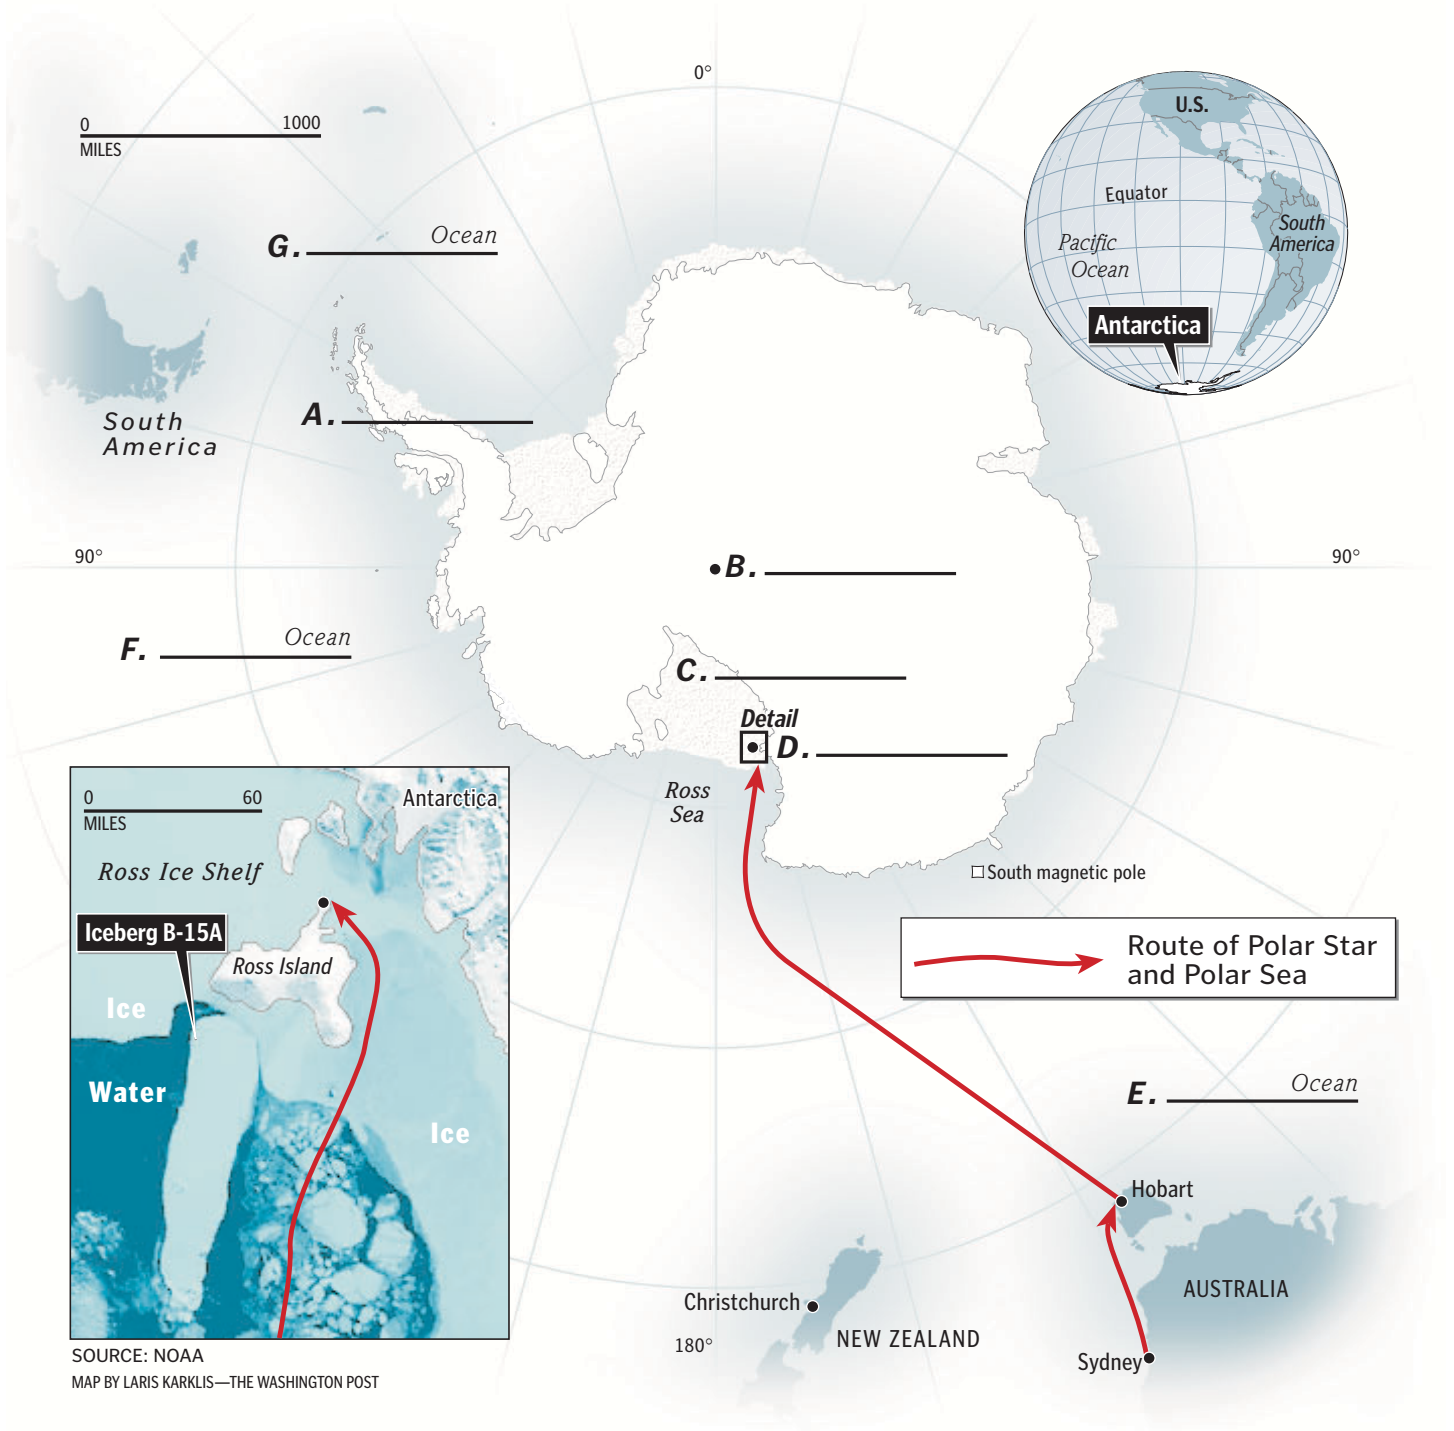 0°
0 1000
MILES
U.S.
Equator
South
America
Pacific
Ocean
Antarctica
G. Ocean
A.
South
America
90°
90°
B.
F. Ocean
C.
Detail
D.
Ross
Sea
South magnetic pole
Route of Polar Star
and Polar Sea
0 60
MILES
Antarctica
Ross Ice Shelf
Iceberg B-15A
Ross Island
Ice
Water
Ice
E. Ocean
Hobart
AUSTRALIA
Christchurch
NEW ZEALAND
180°
Sydney
SOURCE: NOAA
MAP BY LARIS KARKLIS—THE WASHINGTON POST